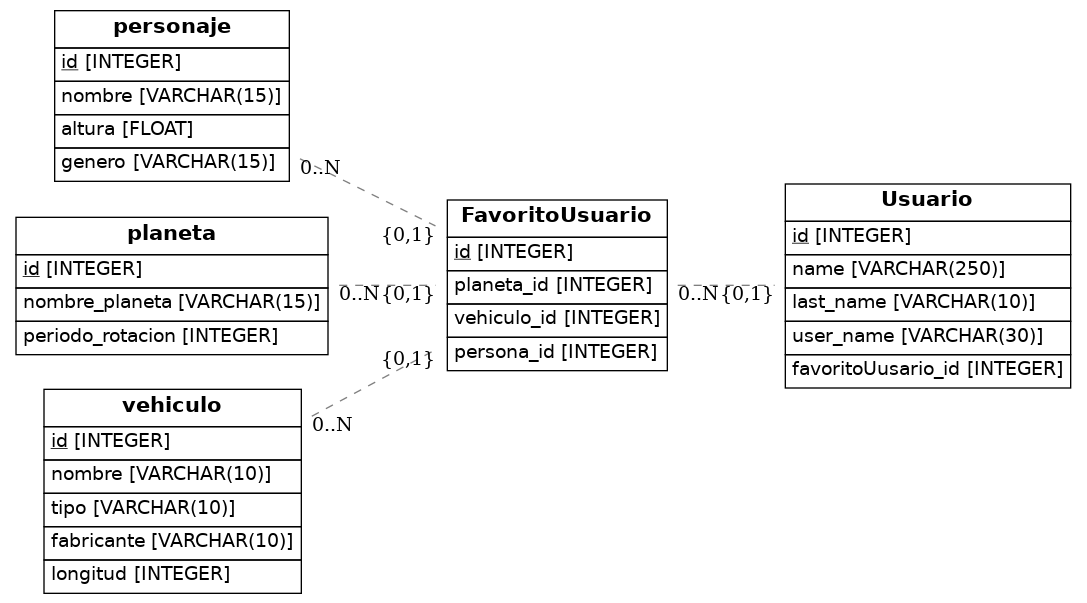 personaje
id [INTEGER]
nombre [VARCHAR(15)]
altura [FLOAT]
genero [VARCHAR(15)]
0..N
{0,1}
planeta
id [INTEGER]
nombre_planeta [VARCHAR(15)]
periodo_rotacion [INTEGER]
0..N
{0,1}
vehiculo
id [INTEGER]
nombre [VARCHAR(10)]
tipo [VARCHAR(10)]
fabricante [VARCHAR(10)]
longitud [INTEGER]
0..N
{0,1}
FavoritoUsuario
id [INTEGER]
planeta_id [INTEGER]
vehiculo_id [INTEGER]
persona_id [INTEGER]
0..N
{0,1}
Usuario
id [INTEGER]
name [VARCHAR(250)]
last_name [VARCHAR(10)]
user_name [VARCHAR(30)]
favoritoUusario_id [INTEGER]